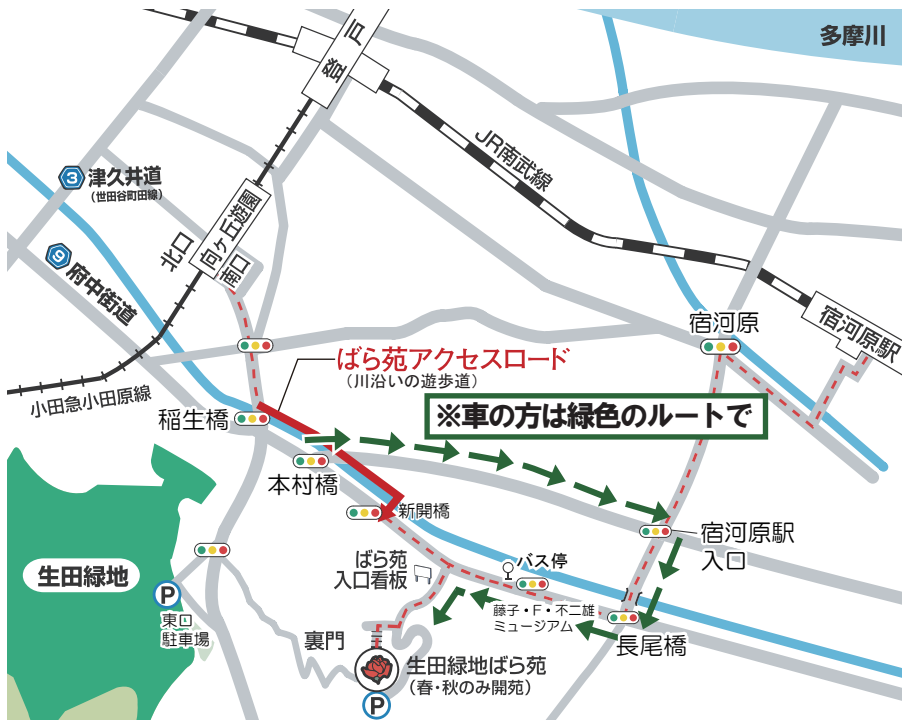 多摩川
登戸
JR南武線
3
津久井道
(世田谷町田線)
北口
向ヶ丘遊園
南口
9
府中街道
宿河原
宿河原駅
ばら苑アクセスロード
(川沿いの遊歩道)
小田急小田原線
稲生橋
※車の方は緑色のルートで
本村橋
新開橋
宿河原駅
入口
ばら苑
入口看板
バス停
生田緑地
P
東口
駐車場
藤子・F・不二雄
ミュージアム
長尾橋
裏門
生田緑地ばら苑
(春・秋のみ開苑)
P